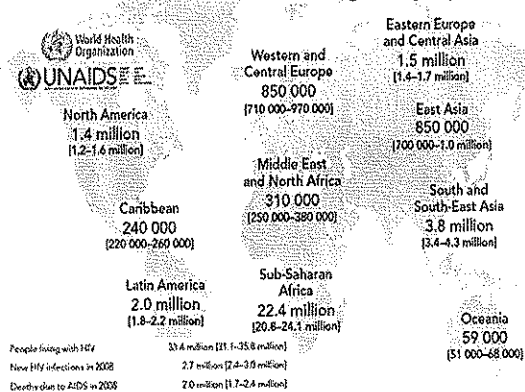 World Health
Organization
UNAIDS
North America
1.4 million
[1.2–1.6 million]
Caribbean
240 000
[220 000–260 000]
Latin America
2.0 million
[1.8–2.2 million]
Western and
Central Europe
850 000
[710 000–970 000]
Middle East
and North Africa
310 000
[250 000–380 000]
Sub-Saharan
Africa
22.4 million
[20.8–24.1 million]
Eastern Europe
and Central Asia
1.5 million
[1.4–1.7 million]
East Asia
850 000
[700 000–1.0 million]
South and
South-East Asia
3.8 million
[3.4–4.3 million]
Oceania
59 000
[51 000–68 000]
People living with HIV 33.4 million [31.1–35.8 million]
New HIV infections in 2008 2.7 million [2.4–3.0 million]
Deaths due to AIDS in 2008 2.0 million [1.7–2.4 million]